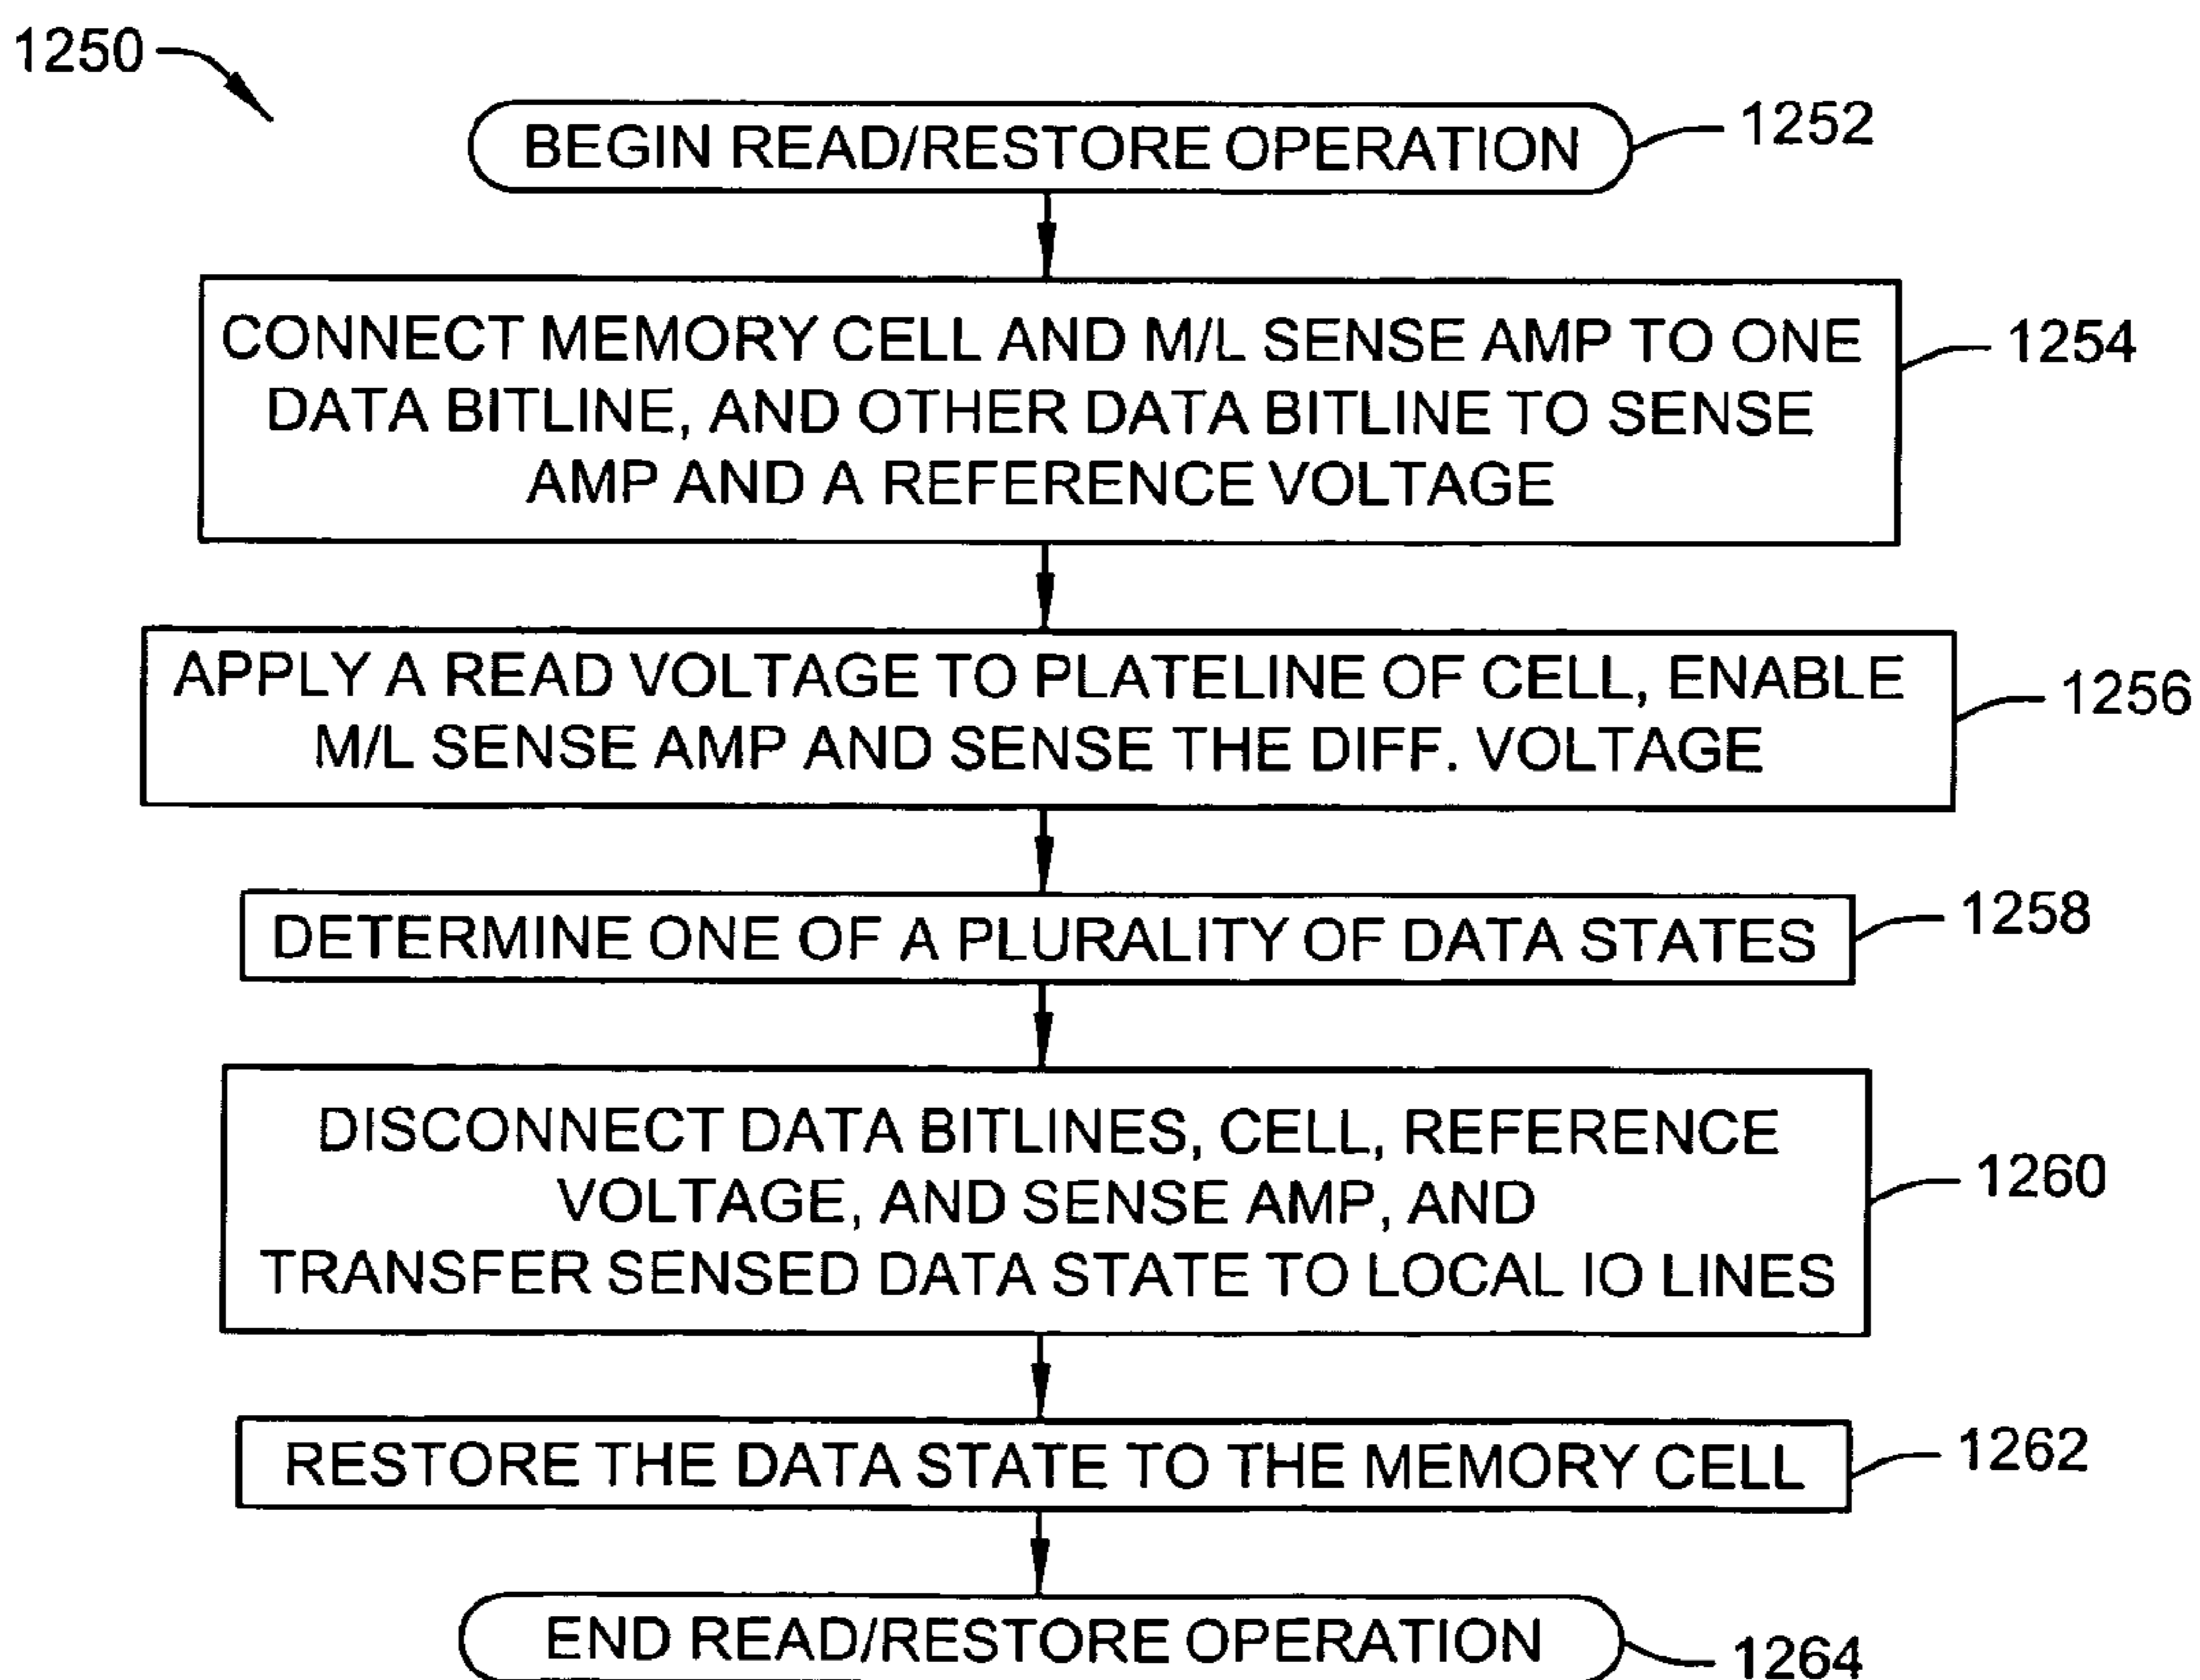 1250
BEGIN READ/RESTORE OPERATION
1252
CONNECT MEMORY CELL AND M/L SENSE AMP TO ONE
DATA BITLINE, AND OTHER DATA BITLINE TO SENSE
AMP AND A REFERENCE VOLTAGE
1254
APPLY A READ VOLTAGE TO PLATELINE OF CELL, ENABLE
M/L SENSE AMP AND SENSE THE DIFF. VOLTAGE
1256
DETERMINE ONE OF A PLURALITY OF DATA STATES
1258
DISCONNECT DATA BITLINES, CELL, REFERENCE
VOLTAGE, AND SENSE AMP, AND
TRANSFER SENSED DATA STATE TO LOCAL IO LINES
1260
RESTORE THE DATA STATE TO THE MEMORY CELL
1262
END READ/RESTORE OPERATION
1264